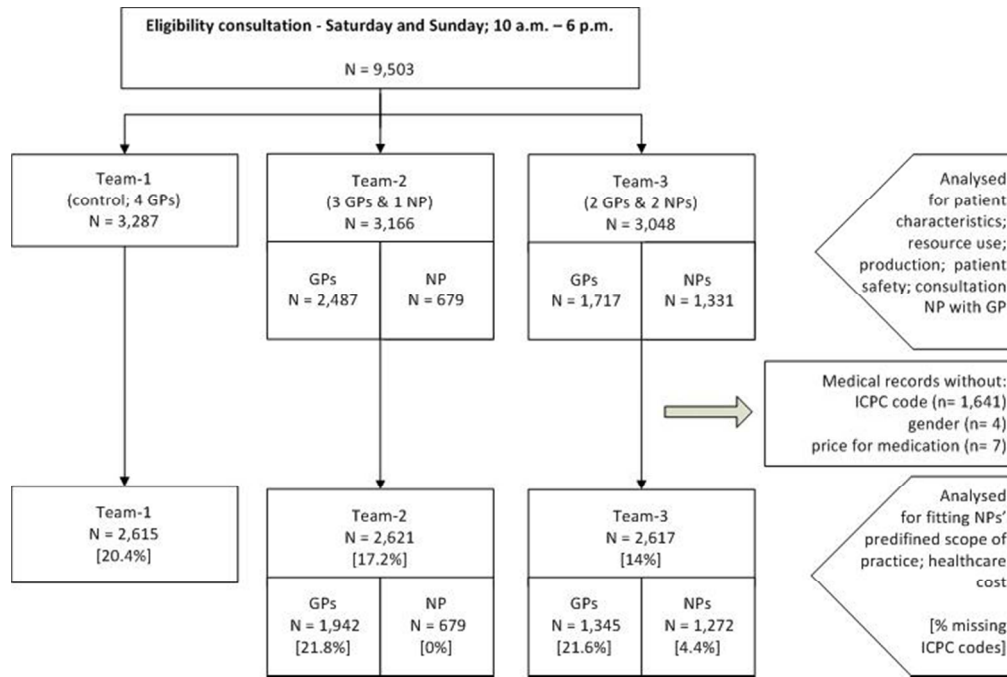 Eligibility consultation - Saturday and Sunday; 10 a.m. – 6 p.m.
N = 9,503
Team-1
(control; 4 GPs)
N = 3,287
Team-2
(3 GPs & 1 NP)
N = 3,166
GPs
N = 2,487
NP
N = 679
Team-3
(2 GPs & 2 NPs)
N = 3,048
GPs
N = 1,717
NPs
N = 1,331
Analysed
for patient
characteristics;
resource use;
production; patient
safety; consultation
NP with GP
Medical records without:
ICPC code (n= 1,641)
gender (n= 4)
price for medication (n= 7)
Team-1
N = 2,615
[20.4%]
Team-2
N = 2,621
[17.2%]
GPs
N = 1,942
[21.8%]
NP
N = 679
[0%]
Team-3
N = 2,617
[14%]
GPs
N = 1,345
[21.6%]
NPs
N = 1,272
[4.4%]
Analysed
for fitting NPs'
predifined scope of
practice; healthcare
cost
[% missing
ICPC codes]